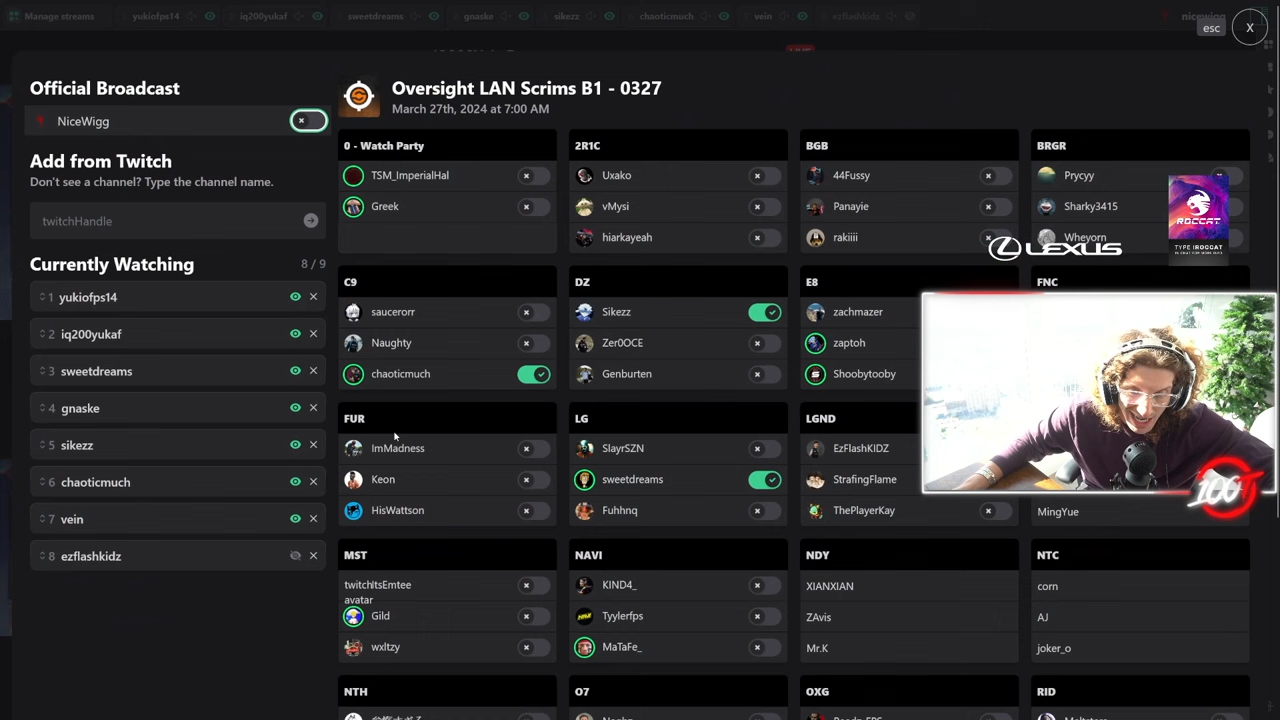 Manage streams
yukiofps14
iq200yukaf
sweetdreams
gnaske
sikezz
chaoticmuch
vein
ezflashkidz
nicewigg
esc
X
LIVE
Official Broadcast
NiceWigg
Add from Twitch
Don't see a channel? Type the channel name.
twitchHandle
Currently Watching
8 / 9
1 yukiofps14
2 iq200yukaf
3 sweetdreams
4 gnaske
5 sikezz
6 chaoticmuch
7 vein
8 ezflashkidz
Oversight LAN Scrims B1 - 0327
March 27th, 2024 at 7:00 AM
0 - Watch Party
TSM_ImperialHal
Greek
2R1C
Uxako
vMysi
hiarkayeah
BGB
44Fussy
Panayie
rakiiii
BRGR
Prycyy
Sharky3415
Wheyorn
C9
saucerorr
Naughty
chaoticmuch
DZ
Sikezz
Zer0OCE
Genburten
E8
zachmazer
zaptoh
Shoobytooby
FNC
FUR
ImMadness
Keon
HisWattson
LG
SlayrSZN
sweetdreams
Fuhhnq
LGND
EzFlashKIDZ
StrafingFlame
ThePlayerKay
MingYue
MST
twitchItsEmtee
avatar
Gild
wxltzy
NAVI
KIND4_
Tyylerfps
MaTaFe_
NDY
XIANXIAN
ZAvis
Mr.K
NTC
corn
AJ
joker_o
NTH
O7
OXG
RID
ROCCAT
LEXUS
100T